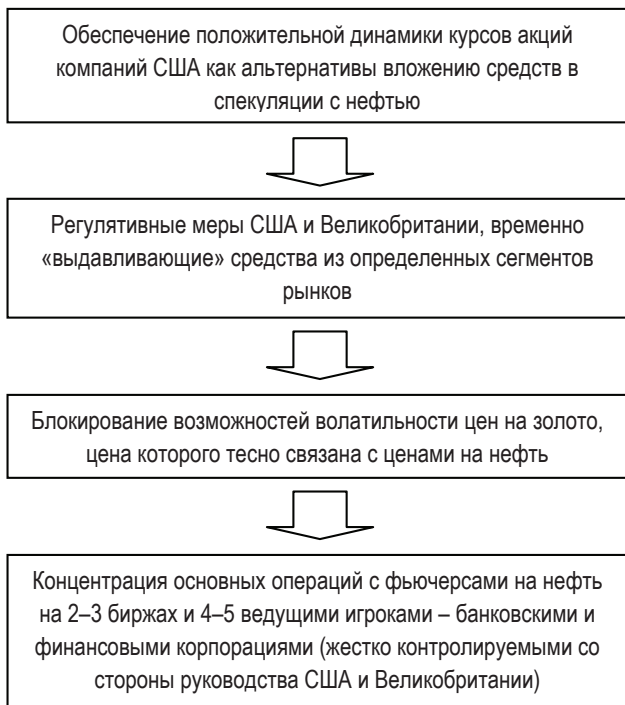 Обеспечение положительной динамики курсов акций
компаний США как альтернативы вложению средств в
спекуляции с нефтью
Регулятивные меры США и Великобритании, временно
«выдавливающие» средства из определенных сегментов
рынков
Блокирование возможностей волатильности цен на золото,
цена которого тесно связана с ценами на нефть
Концентрация основных операций с фьючерсами на нефть
на 2–3 биржах и 4–5 ведущими игроками – банковскими и
финансовыми корпорациями (жестко контролируемыми со
стороны руководства США и Великобритании)